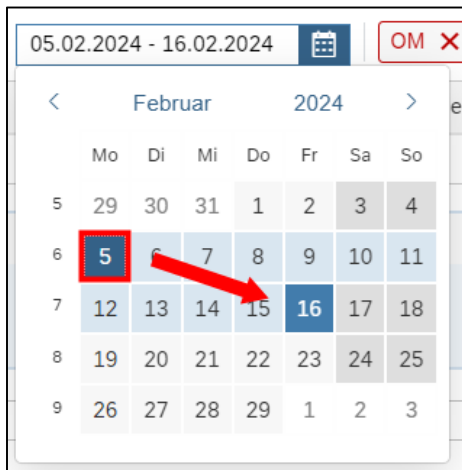 05.02.2024 - 16.02.2024 OM
Februar 2024
Mo Di Mi Do Fr Sa So
5 29 30 31 1 2 3 4
6 5 6 7 8 9 10 11
7 12 13 14 15 16 17 18
8 19 20 21 22 23 24 25
9 26 27 28 29 1 2 3